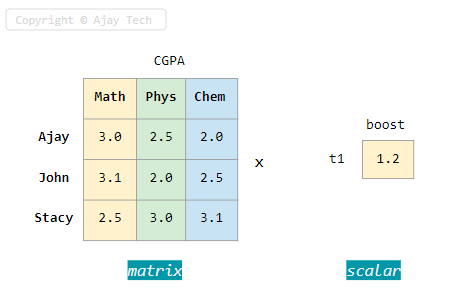 Copyright © Ajay Tech
CGPA
Math Phys Chem
boost
Ajay 3.0 2.5 2.0
t1 1.2
x
John 3.1 2.0 2.5
Stacy 2.5 3.0 3.1
matrix scalar